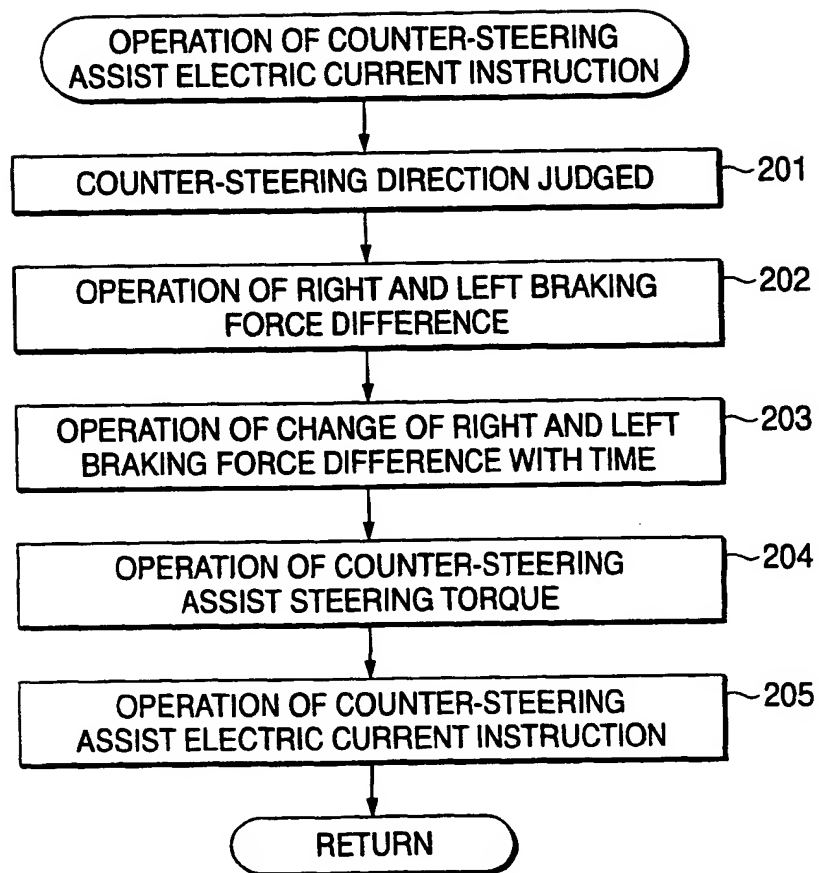 OPERATION OF COUNTER-STEERING
ASSIST ELECTRIC CURRENT INSTRUCTION
COUNTER-STEERING DIRECTION JUDGED
201
OPERATION OF RIGHT AND LEFT BRAKING
FORCE DIFFERENCE
202
OPERATION OF CHANGE OF RIGHT AND LEFT
BRAKING FORCE DIFFERENCE WITH TIME
203
OPERATION OF COUNTER-STEERING
ASSIST STEERING TORQUE
204
OPERATION OF COUNTER-STEERING
ASSIST ELECTRIC CURRENT INSTRUCTION
205
RETURN